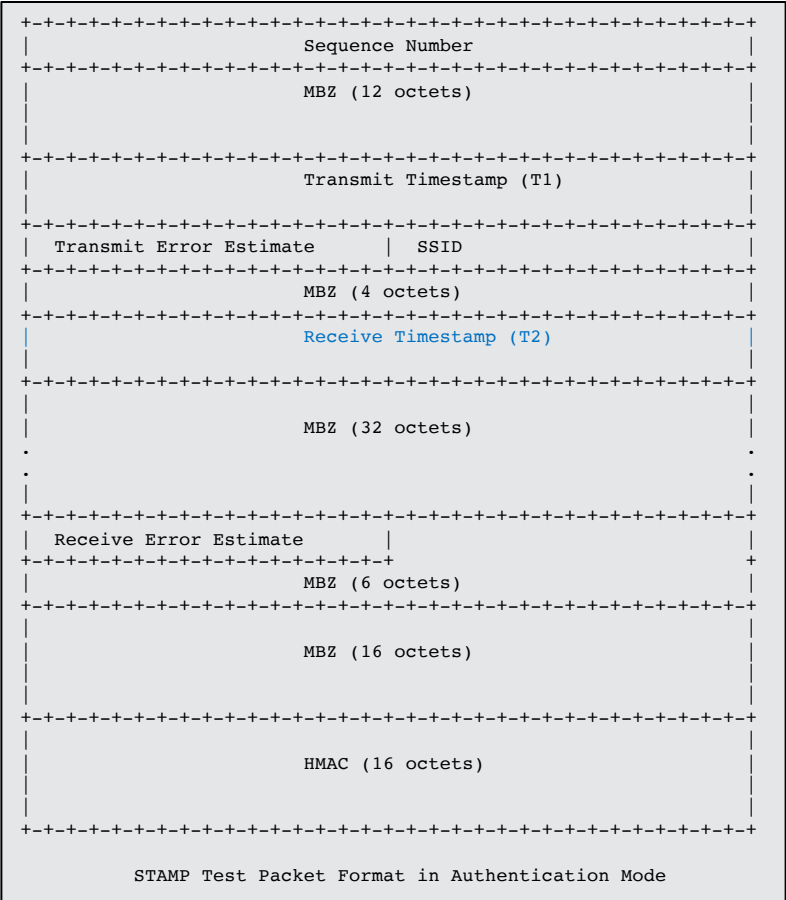 +-+-+-+-+-+-+-+-+-+-+-+-+-+-+-+-+-+-+-+-+-+-+-+-+-+-+-+-+-+-+-+-+
| Sequence Number |
+-+-+-+-+-+-+-+-+-+-+-+-+-+-+-+-+-+-+-+-+-+-+-+-+-+-+-+-+-+-+-+-+
| MBZ (12 octets) |
| |
| |
+-+-+-+-+-+-+-+-+-+-+-+-+-+-+-+-+-+-+-+-+-+-+-+-+-+-+-+-+-+-+-+-+
| Transmit Timestamp (T1) |
| |
+-+-+-+-+-+-+-+-+-+-+-+-+-+-+-+-+-+-+-+-+-+-+-+-+-+-+-+-+-+-+-+-+
| Transmit Error Estimate | SSID |
+-+-+-+-+-+-+-+-+-+-+-+-+-+-+-+-+-+-+-+-+-+-+-+-+-+-+-+-+-+-+-+-+
| MBZ (4 octets) |
+-+-+-+-+-+-+-+-+-+-+-+-+-+-+-+-+-+-+-+-+-+-+-+-+-+-+-+-+-+-+-+-+
| Receive Timestamp (T2) |
| |
+-+-+-+-+-+-+-+-+-+-+-+-+-+-+-+-+-+-+-+-+-+-+-+-+-+-+-+-+-+-+-+-+
| |
| MBZ (32 octets) |
. .
. .
| |
+-+-+-+-+-+-+-+-+-+-+-+-+-+-+-+-+-+-+-+-+-+-+-+-+-+-+-+-+-+-+-+-+
| Receive Error Estimate | |
+-+-+-+-+-+-+-+-+-+-+-+-+-+-+-+-+ +
| MBZ (6 octets) |
+-+-+-+-+-+-+-+-+-+-+-+-+-+-+-+-+-+-+-+-+-+-+-+-+-+-+-+-+-+-+-+-+
| |
| MBZ (16 octets) |
| |
| |
+-+-+-+-+-+-+-+-+-+-+-+-+-+-+-+-+-+-+-+-+-+-+-+-+-+-+-+-+-+-+-+-+
| |
| HMAC (16 octets) |
| |
| |
+-+-+-+-+-+-+-+-+-+-+-+-+-+-+-+-+-+-+-+-+-+-+-+-+-+-+-+-+-+-+-+-+
STAMP Test Packet Format in Authentication Mode